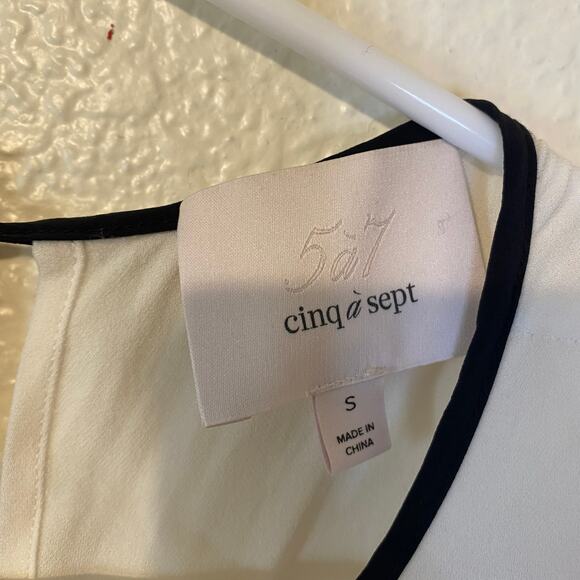 5à7
cinq à sept
S
MADE IN
CHINA